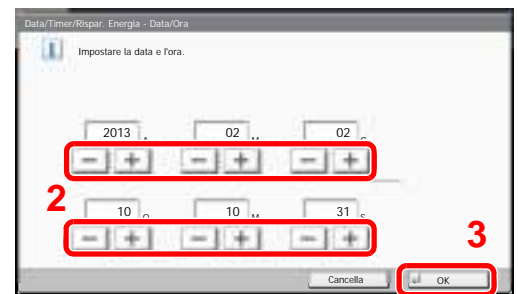 Data/Timer/Rispar. Energia - Data/Ora
Impostare la data e l'ora.
2013 A 02 M 02 G
− + − + − +
2
10 O 10 M 31 S
− + − + − +
3
Cancella OK